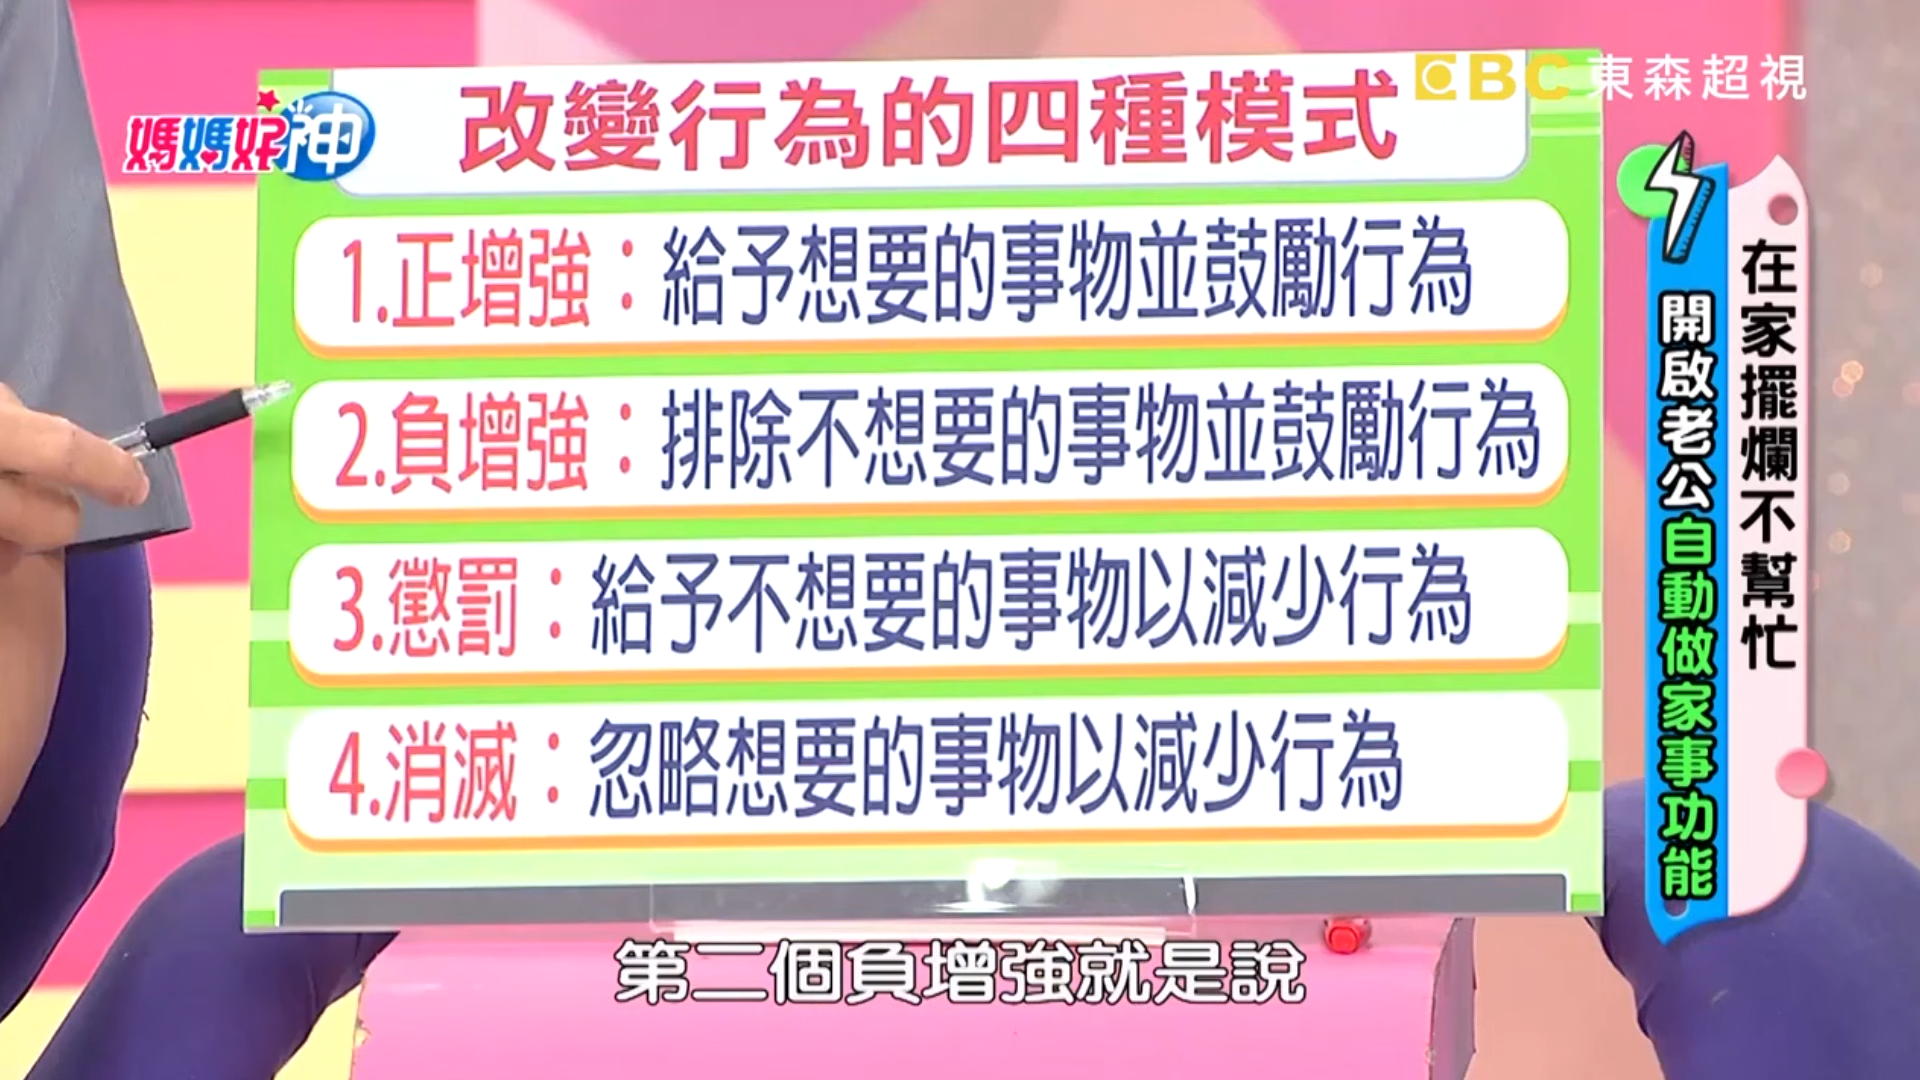 媽媽好神
EBC 東森超視
改變行為的四種模式
1.正增強：給予想要的事物並鼓勵行為
2.負增強：排除不想要的事物並鼓勵行為
3.懲罰：給予不想要的事物以減少行為
4.消滅：忽略想要的事物以減少行為
在家擺爛不幫忙
開啟老公自動做家事功能
第二個負增強就是說